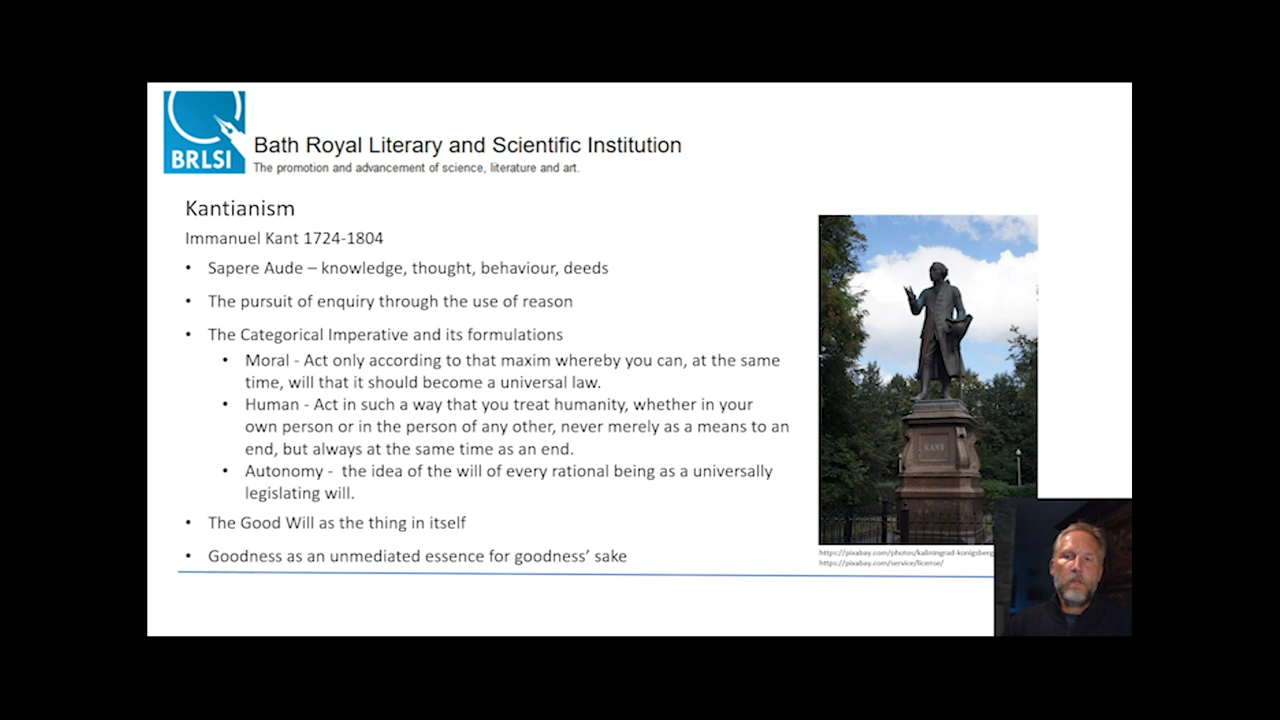 BRLSI
Bath Royal Literary and Scientific Institution
The promotion and advancement of science, literature and art.
Kantianism
Immanuel Kant 1724-1804
• Sapere Aude – knowledge, thought, behaviour, deeds
• The pursuit of enquiry through the use of reason
• The Categorical Imperative and its formulations
• Moral - Act only according to that maxim whereby you can, at the same
time, will that it should become a universal law.
• Human - Act in such a way that you treat humanity, whether in your
own person or in the person of any other, never merely as a means to an
end, but always at the same time as an end.
• Autonomy - the idea of the will of every rational being as a universally
legislating will.
• The Good Will as the thing in itself
• Goodness as an unmediated essence for goodness’ sake
KANT
https://pixabay.com/photos/kaliningrad-konigsberg
https://pixabay.com/service/license/